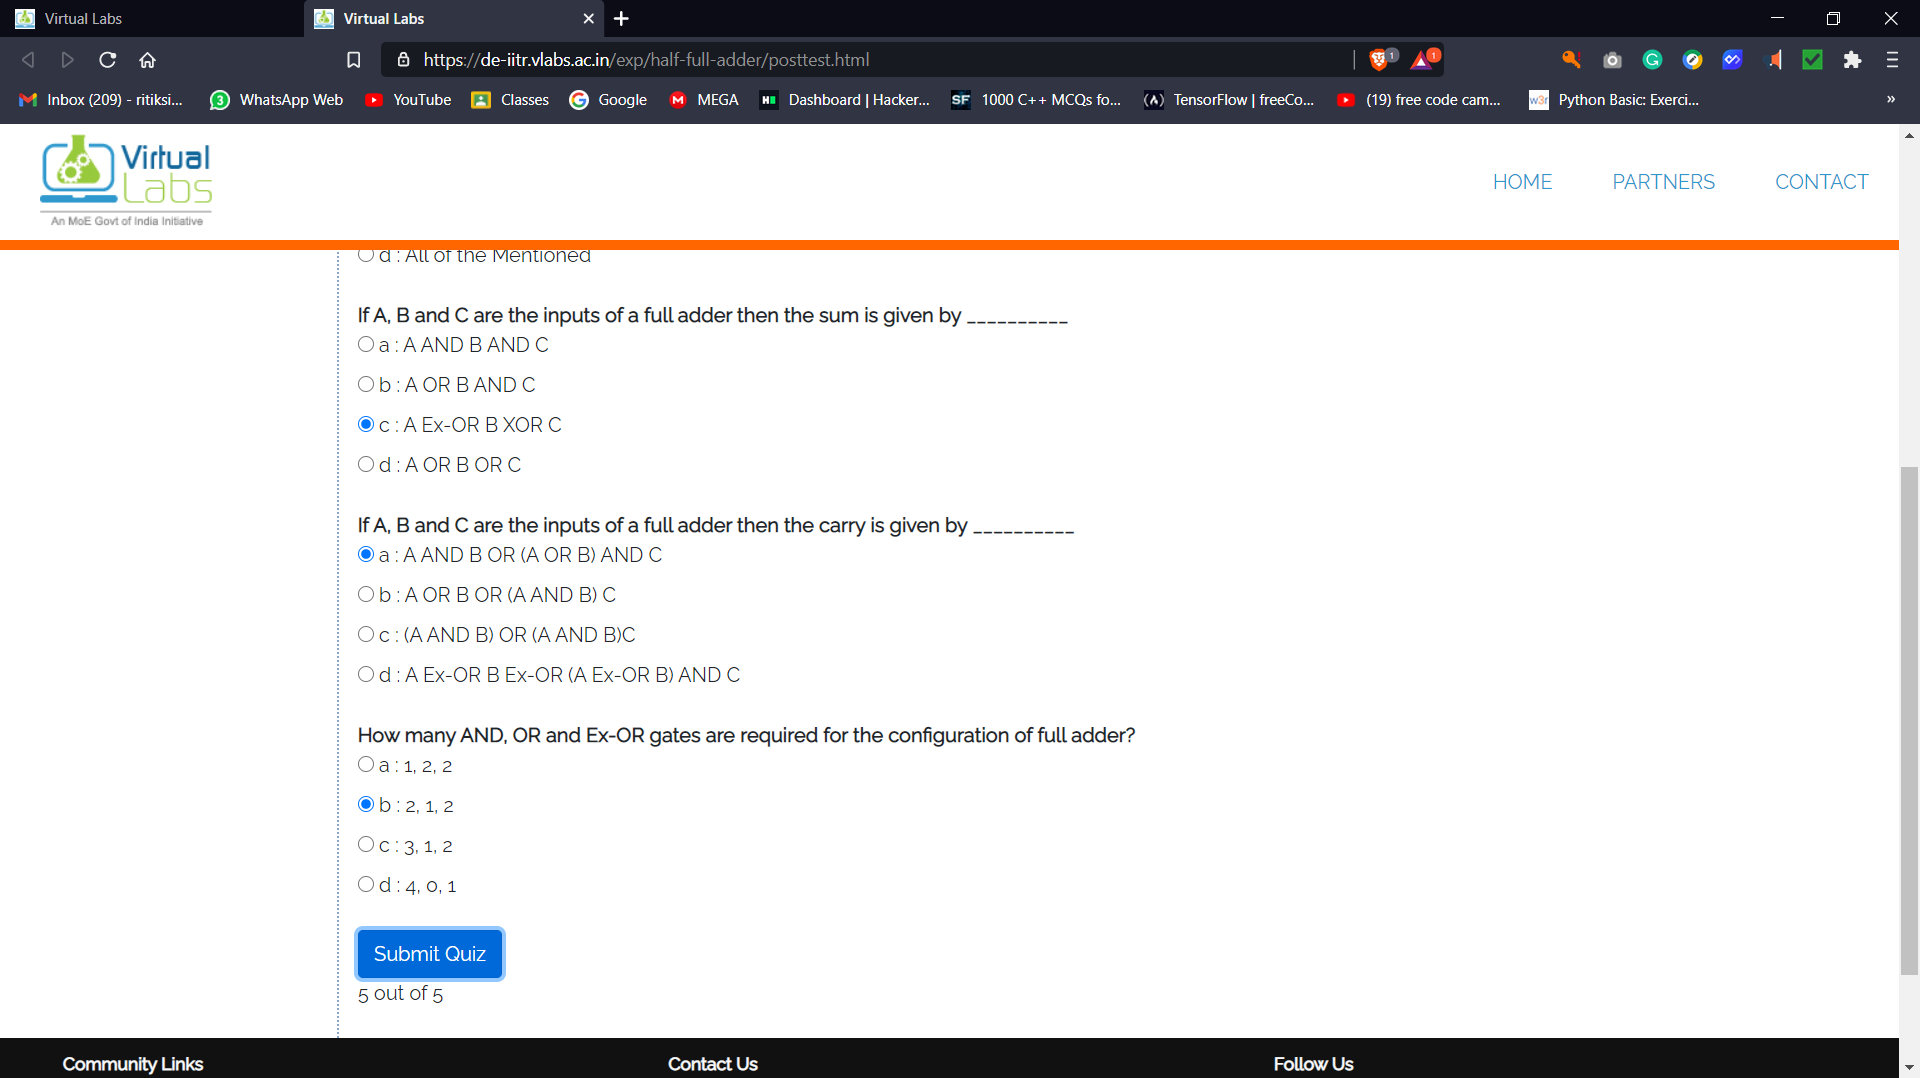 Virtual Labs
Virtual Labs
https://de-iitr.vlabs.ac.in/exp/half-full-adder/posttest.html
1
1
Inbox (209) - ritiksi...
3
WhatsApp Web
YouTube
Classes
Google
M
MEGA
Dashboard | Hacker...
SF
1000 C++ MCQs fo...
TensorFlow | freeCo...
(19) free code cam...
w3r
Python Basic: Exerci...
»
Virtual
Labs
An MoE Govt of India Initiative
HOME
PARTNERS
CONTACT
d : All of the Mentioned
If A, B and C are the inputs of a full adder then the sum is given by __________
a : A AND B AND C
b : A OR B AND C
c : A Ex-OR B XOR C
d : A OR B OR C
If A, B and C are the inputs of a full adder then the carry is given by __________
a : A AND B OR (A OR B) AND C
b : A OR B OR (A AND B) C
c : (A AND B) OR (A AND B)C
d : A Ex-OR B Ex-OR (A Ex-OR B) AND C
How many AND, OR and Ex-OR gates are required for the configuration of full adder?
a : 1, 2, 2
b : 2, 1, 2
c : 3, 1, 2
d : 4, 0, 1
Submit Quiz
5 out of 5
Community Links
Contact Us
Follow Us